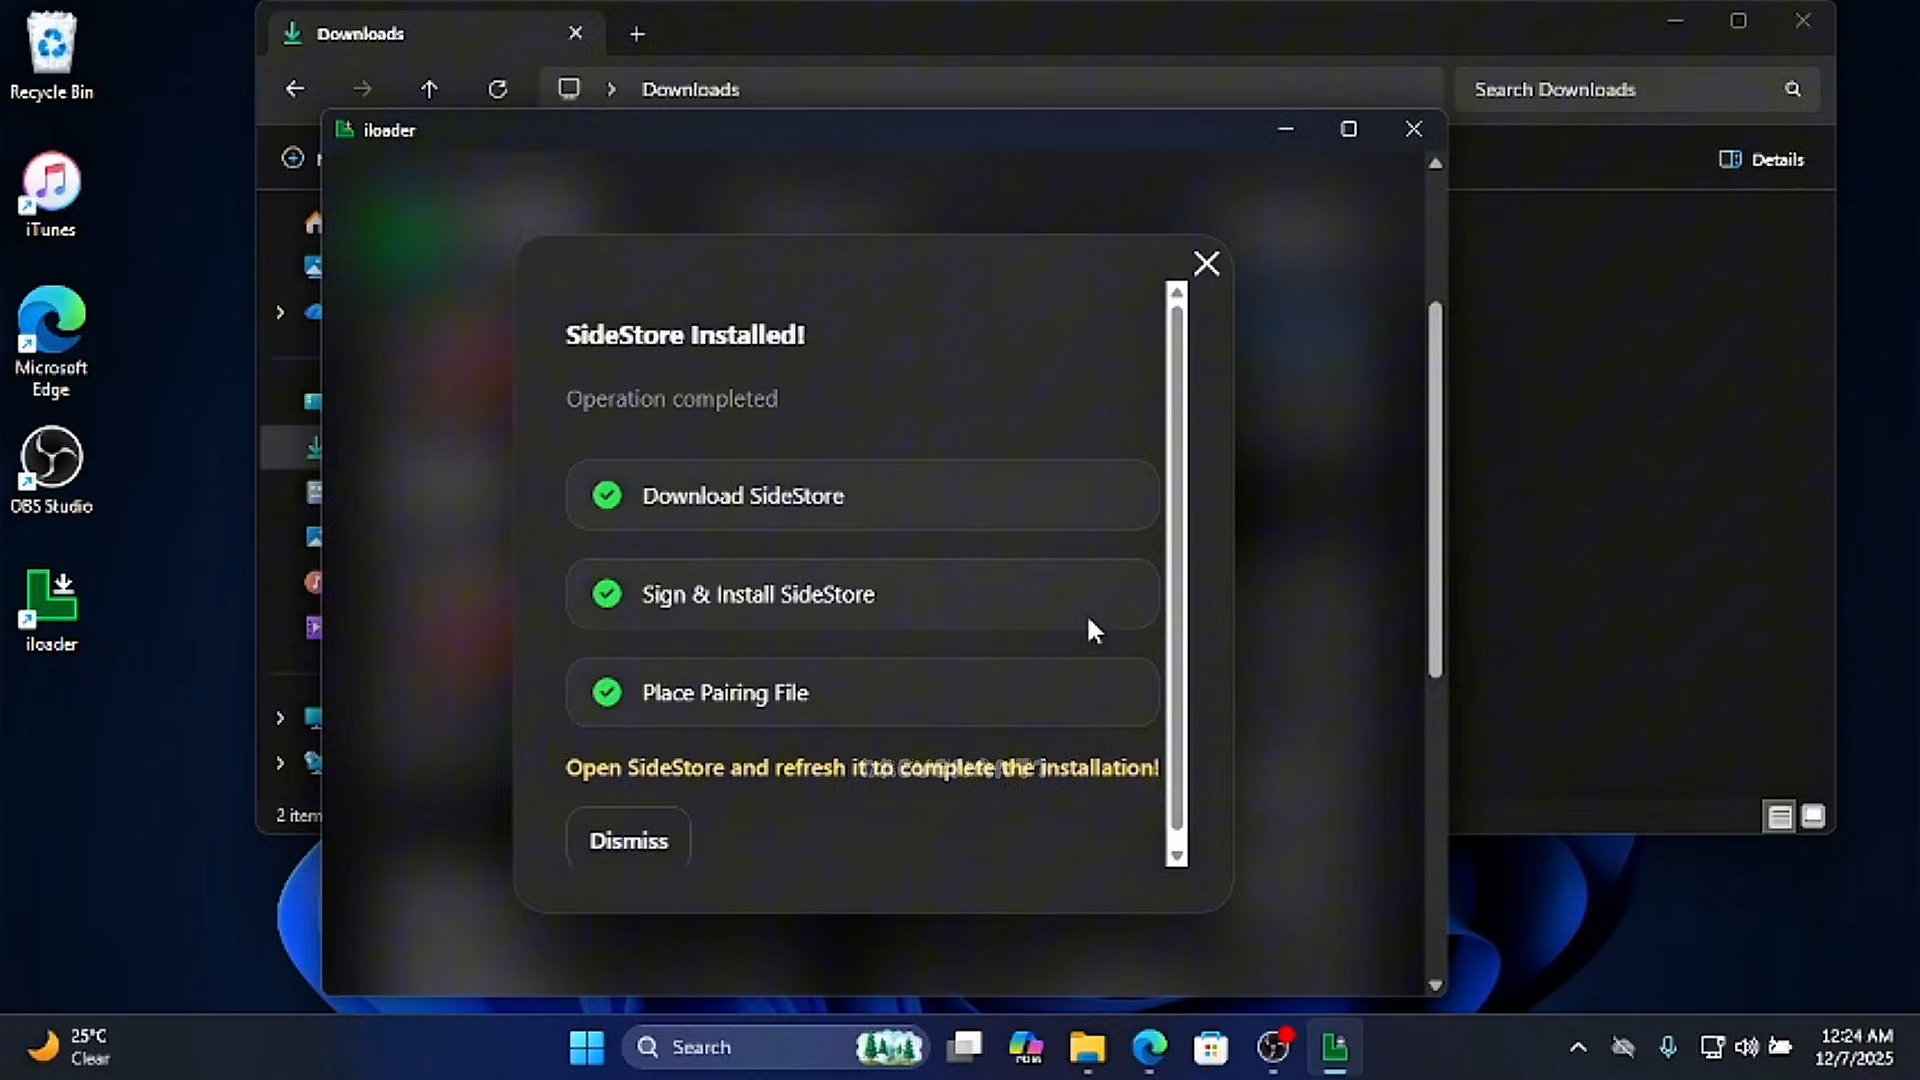 Downloads
Recycle Bin
Downloads
Search Downloads
iloader
Details
iTunes
SideStore Installed!
Operation completed
Microsoft
Edge
Download SideStore
OBS Studio
Sign & Install SideStore
iloader
Place Pairing File
Open SideStore and refresh it to complete the installation!
2 item
Dismiss
25°C
Clear
Search
12:24 AM
12/7/2025